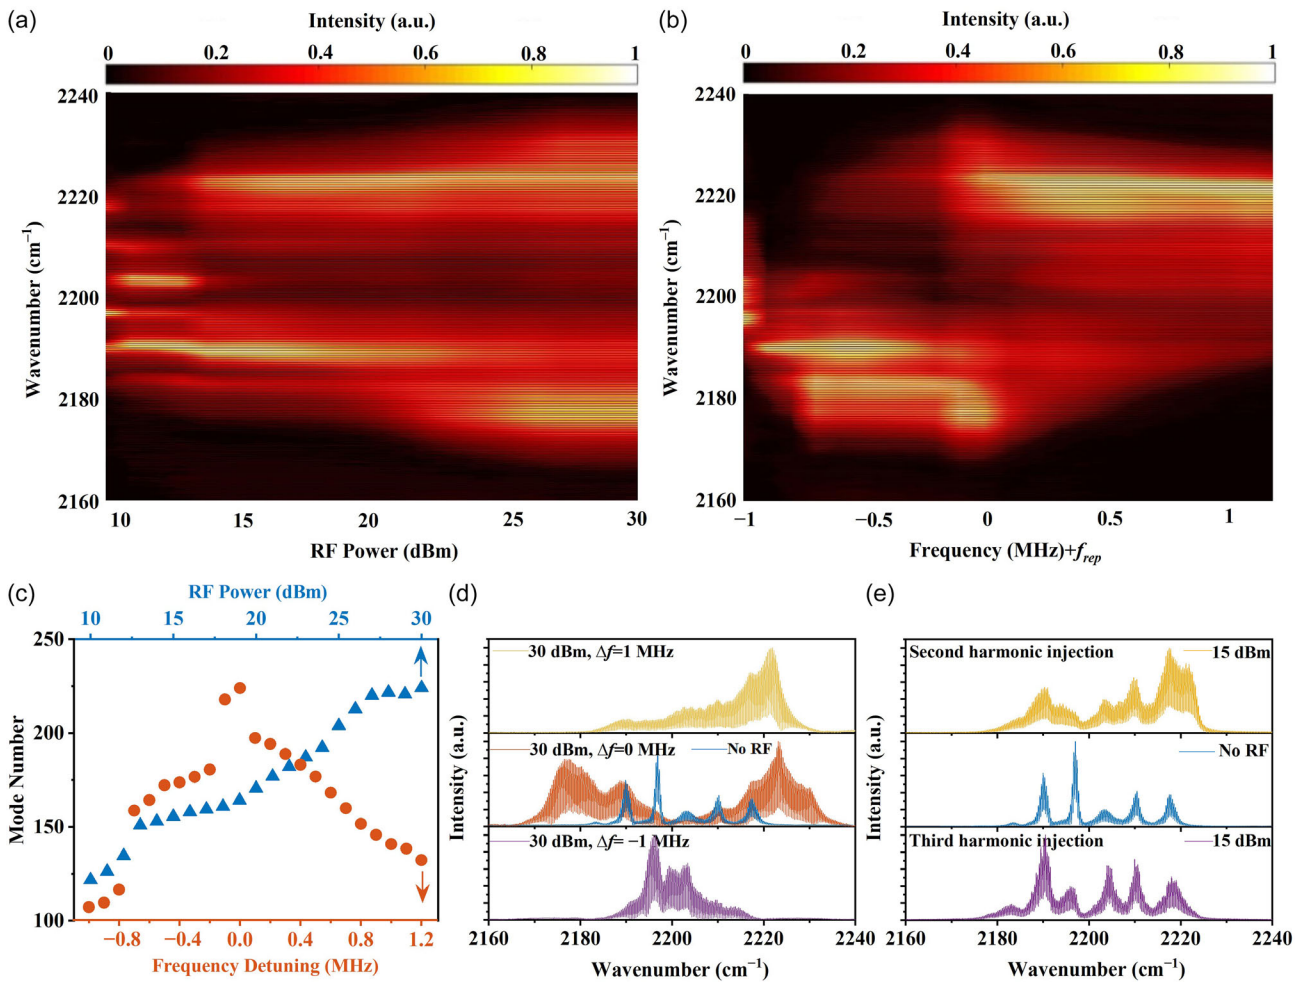 (a)
Intensity (a.u.)
0 0.2 0.4 0.6 0.8 1
2240
2220
2200
2180
2160
Wavenumber (cm⁻¹)
10 15 20 25 30
RF Power (dBm)
(b)
Intensity (a.u.)
0 0.2 0.4 0.6 0.8 1
2240
2220
2200
2180
2160
Wavenumber (cm⁻¹)
−1 −0.5 0 0.5 1
Frequency (MHz)+f_rep
(c)
RF Power (dBm)
10 15 20 25 30
250
200
150
100
Mode Number
−0.8 −0.4 0.0 0.4 0.8 1.2
Frequency Detuning (MHz)
(d)
30 dBm, Δf=1 MHz
30 dBm, Δf=0 MHz No RF
30 dBm, Δf= −1 MHz
Intensity (a.u.)
2160 2180 2200 2220 2240
Wavenumber (cm⁻¹)
(e)
Second harmonic injection 15 dBm
No RF
Third harmonic injection 15 dBm
Intensity (a.u.)
2160 2180 2200 2220 2240
Wavenumber (cm⁻¹)